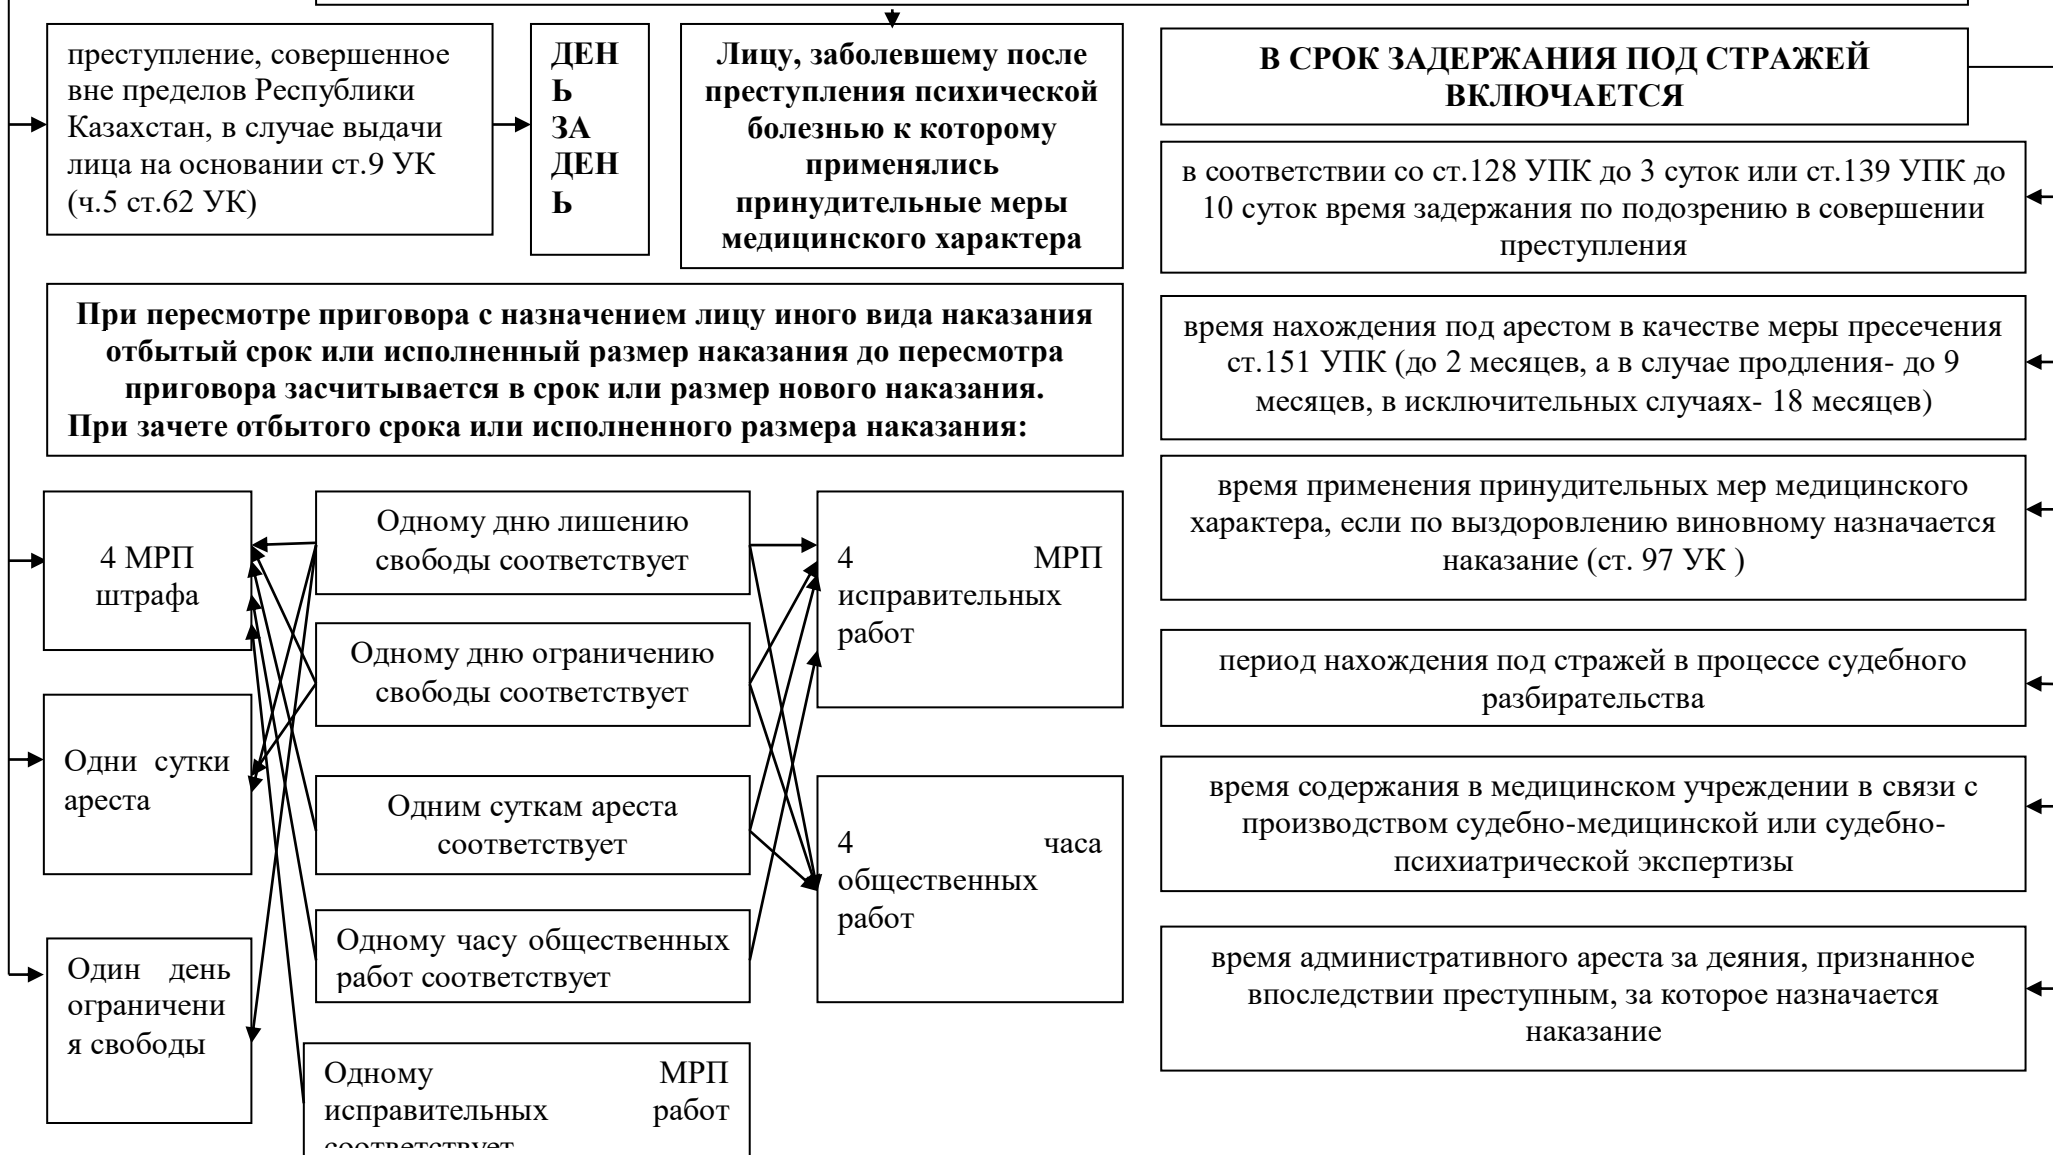 преступление, совершенное
вне пределов Республики
Казахстан, в случае выдачи
лица на основании ст.9 УК
(ч.5 ст.62 УК)
ДЕН
Ь
ЗА
ДЕН
Ь
Лицу, заболевшему после
преступления психической
болезнью к которому
применялись
принудительные меры
медицинского характера
В СРОК ЗАДЕРЖАНИЯ ПОД СТРАЖЕЙ
ВКЛЮЧАЕТСЯ
в соответствии со ст.128 УПК до 3 суток или ст.139 УПК до
10 суток время задержания по подозрению в совершении
преступления
При пересмотре приговора с назначением лицу иного вида наказания
отбытый срок или исполненный размер наказания до пересмотра
приговора засчитывается в срок или размер нового наказания.
При зачете отбытого срока или исполненного размера наказания:
время нахождения под арестом в качестве меры пресечения
ст.151 УПК (до 2 месяцев, а в случае продления- до 9
месяцев, в исключительных случаях- 18 месяцев)
4 МРП
штрафа
Одни сутки
ареста
Один день
ограничени
я свободы
Одному дню лишению
свободы соответствует
Одному дню ограничению
свободы соответствует
Одним суткам ареста
соответствует
Одному часу общественных
работ соответствует
Одному МРП
исправительных работ
соответствует
4 МРП
исправительных
работ
4 часа
общественных
работ
время применения принудительных мер медицинского
характера, если по выздоровлению виновному назначается
наказание (ст. 97 УК )
период нахождения под стражей в процессе судебного
разбирательства
время содержания в медицинском учреждении в связи с
производством судебно-медицинской или судебно-
психиатрической экспертизы
время административного ареста за деяния, признанное
впоследствии преступным, за которое назначается
наказание